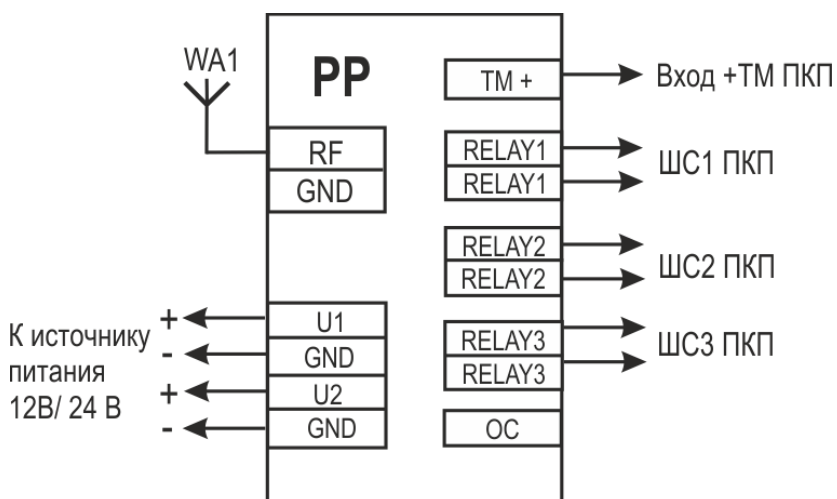 WA1
PP
TM +
Вход +ТМ ПКП
RF
GND
RELAY1
RELAY1
ШС1 ПКП
RELAY2
RELAY2
ШС2 ПКП
К источнику
питания
12В/ 24 В
+
-
+
-
U1
GND
U2
GND
RELAY3
RELAY3
ШС3 ПКП
OC